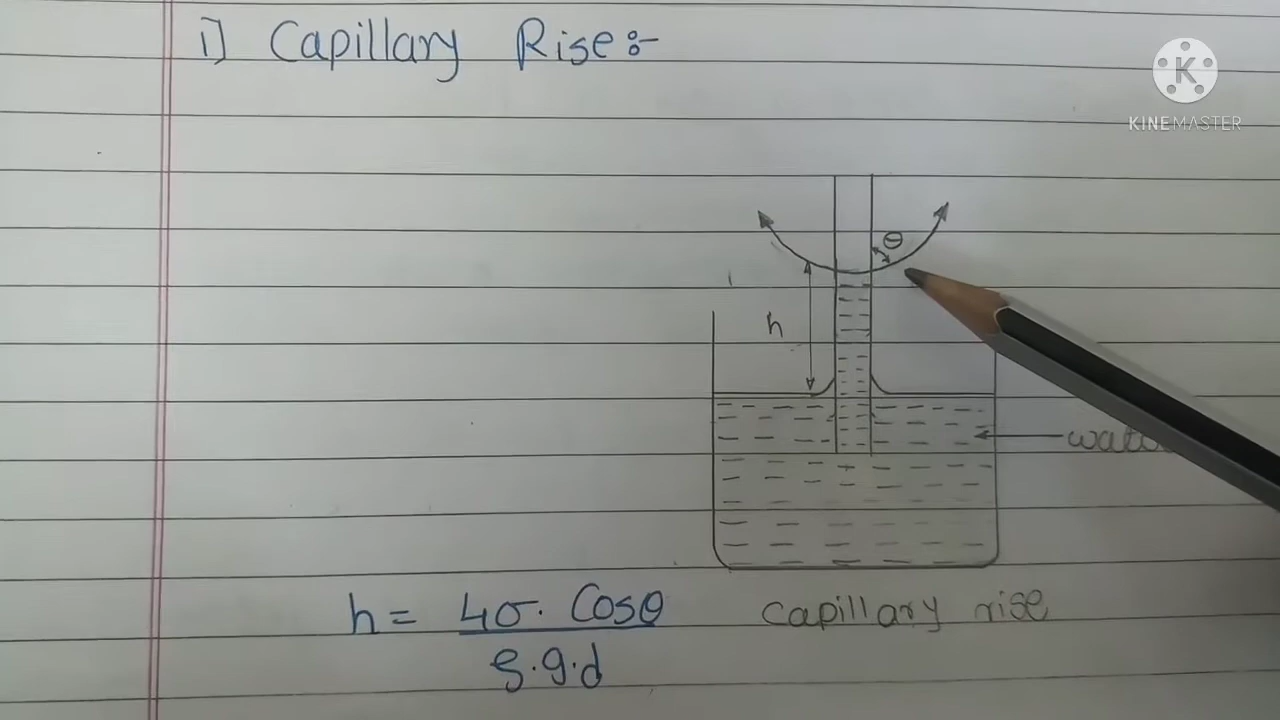 i] Capillary Rise:-
K
KINEMASTER
θ
h
h = 4σ. Cosθ
ρ.g.d
Capillary rise